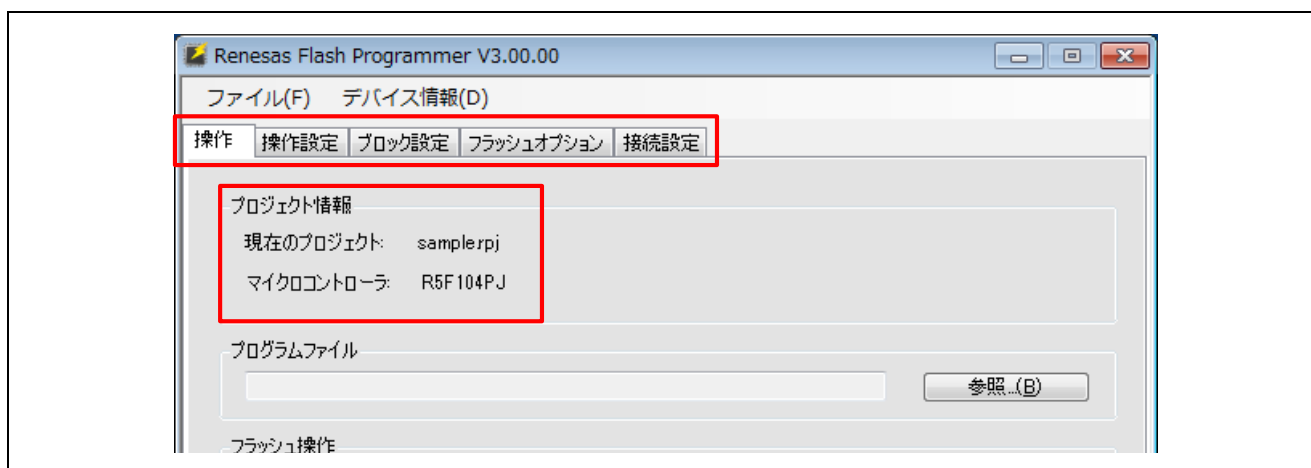 Renesas Flash Programmer V3.00.00
ファイル(F) デバイス情報(D)
操作 操作設定 ブロック設定 フラッシュオプション 接続設定
プロジェクト情報
現在のプロジェクト: sample.rpj
マイクロコントローラ: R5F104PJ
プログラムファイル
参照...(B)
フラッシュ操作